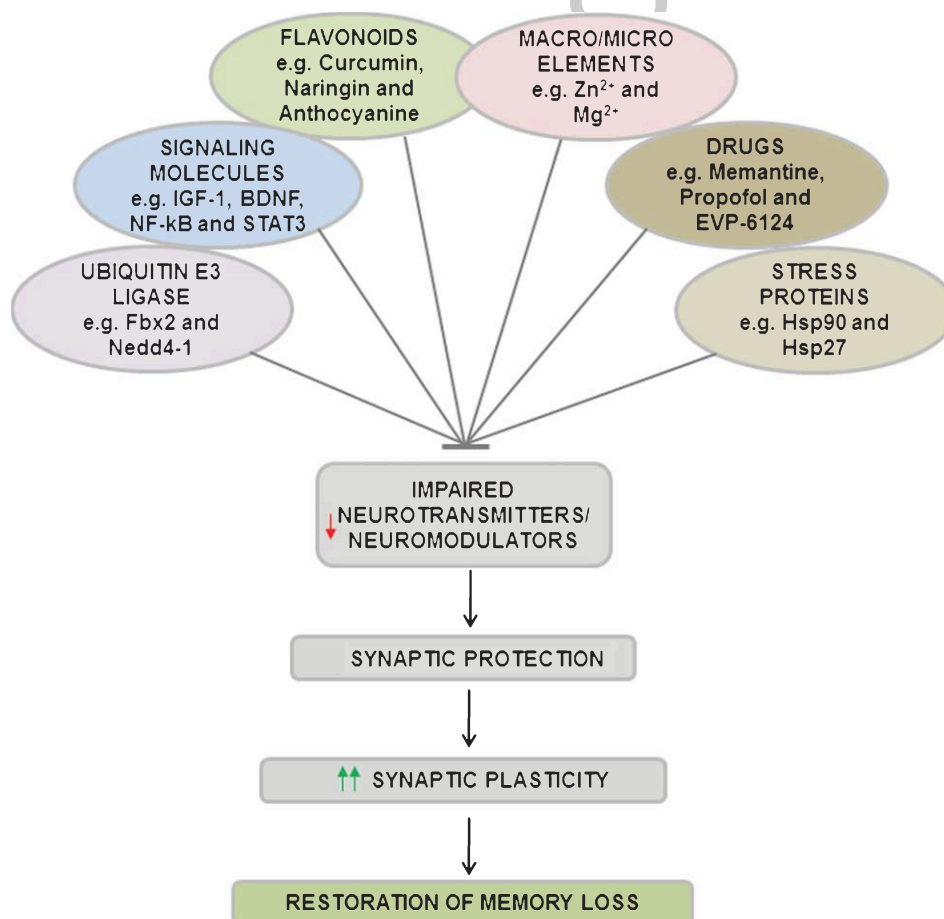 FLAVONOIDS
e.g. Curcumin,
Naringin and
Anthocyanine
MACRO/MICRO
ELEMENTS
e.g. Zn²⁺ and
Mg²⁺
SIGNALING
MOLECULES
e.g. IGF-1, BDNF,
NF-kB and STAT3
DRUGS
e.g. Memantine,
Propofol and
EVP-6124
UBIQUITIN E3
LIGASE
e.g. Fbx2 and
Nedd4-1
STRESS
PROTEINS
e.g. Hsp90 and
Hsp27
IMPAIRED
NEUROTRANSMITTERS/
NEUROMODULATORS
SYNAPTIC PROTECTION
SYNAPTIC PLASTICITY
RESTORATION OF MEMORY LOSS